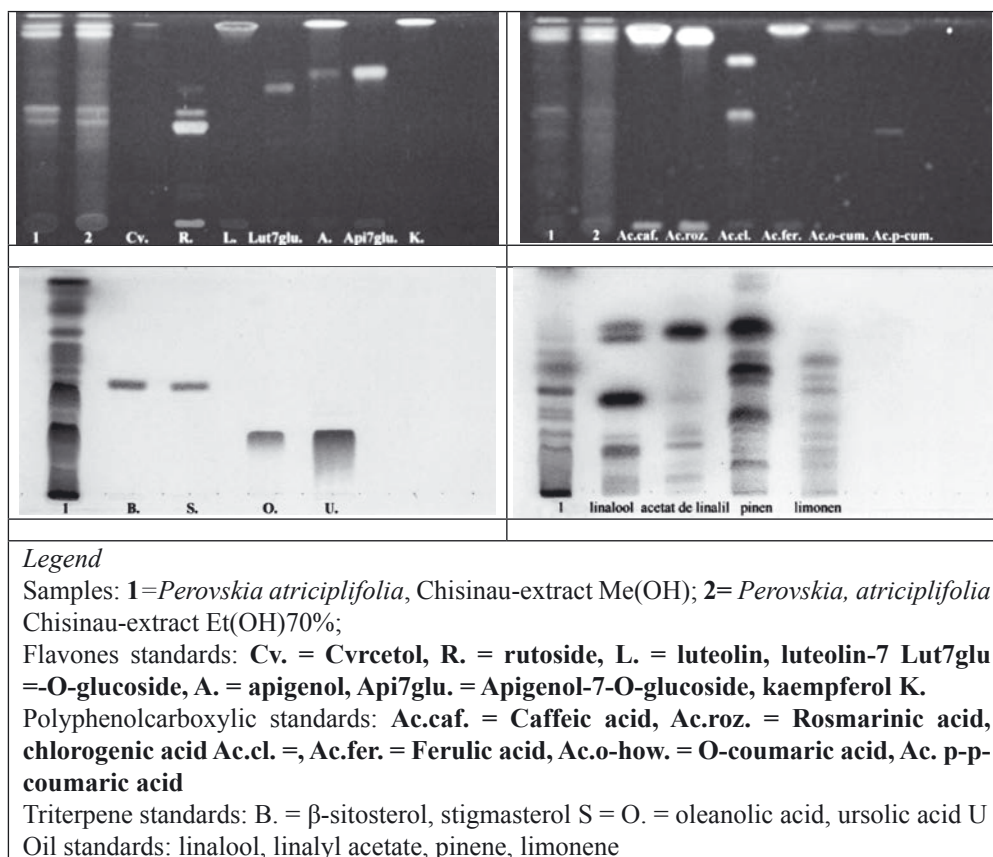 1 2 Cv. R. L. Lut7glu. A. Api7glu. K.
1 2 Ac.caf. Ac.roz. Ac.cl. Ac.fer. Ac.o-cum. Ac.p-cum.
1 B. S. O. U.
1 linalool acetat de linalil pinen limonen
Legend
Samples: 1=Perovskia atriciplifolia, Chisinau-extract Me(OH); 2= Perovskia, atriciplifolia
Chisinau-extract Et(OH)70%;
Flavones standards: Cv. = Cvrcetol, R. = rutoside, L. = luteolin, luteolin-7 Lut7glu
=-O-glucoside, A. = apigenol, Api7glu. = Apigenol-7-O-glucoside, kaempferol K.
Polyphenolcarboxylic standards: Ac.caf. = Caffeic acid, Ac.roz. = Rosmarinic acid,
chlorogenic acid Ac.cl. =, Ac.fer. = Ferulic acid, Ac.o-how. = O-coumaric acid, Ac. p-p-
coumaric acid
Triterpene standards: B. = β-sitosterol, stigmasterol S = O. = oleanolic acid, ursolic acid U
Oil standards: linalool, linalyl acetate, pinene, limonene